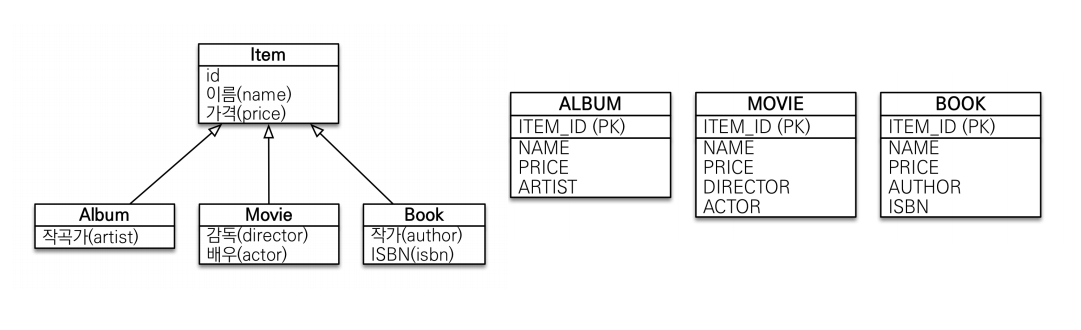 Item
id
이름(name)
가격(price)
Album
작곡가(artist)
Movie
감독(director)
배우(actor)
Book
작가(author)
ISBN(isbn)
ALBUM
ITEM_ID (PK)
NAME
PRICE
ARTIST
MOVIE
ITEM_ID (PK)
NAME
PRICE
DIRECTOR
ACTOR
BOOK
ITEM_ID (PK)
NAME
PRICE
AUTHOR
ISBN